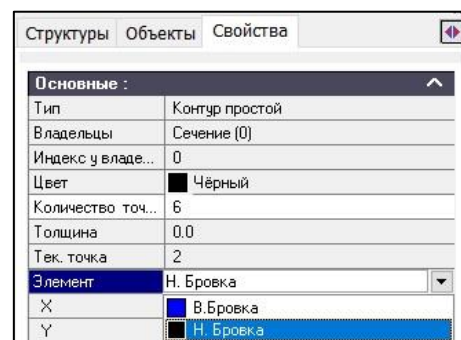 Структуры Объекты Свойства
Основные :
Тип Контур простой
Владельцы Сечение (0)
Индекс у владе... 0
Цвет Чёрный
Количество точ... 6
Толщина 0.0
Тек. точка 2
Элемент Н. Бровка
X В.Бровка
Y Н. Бровка